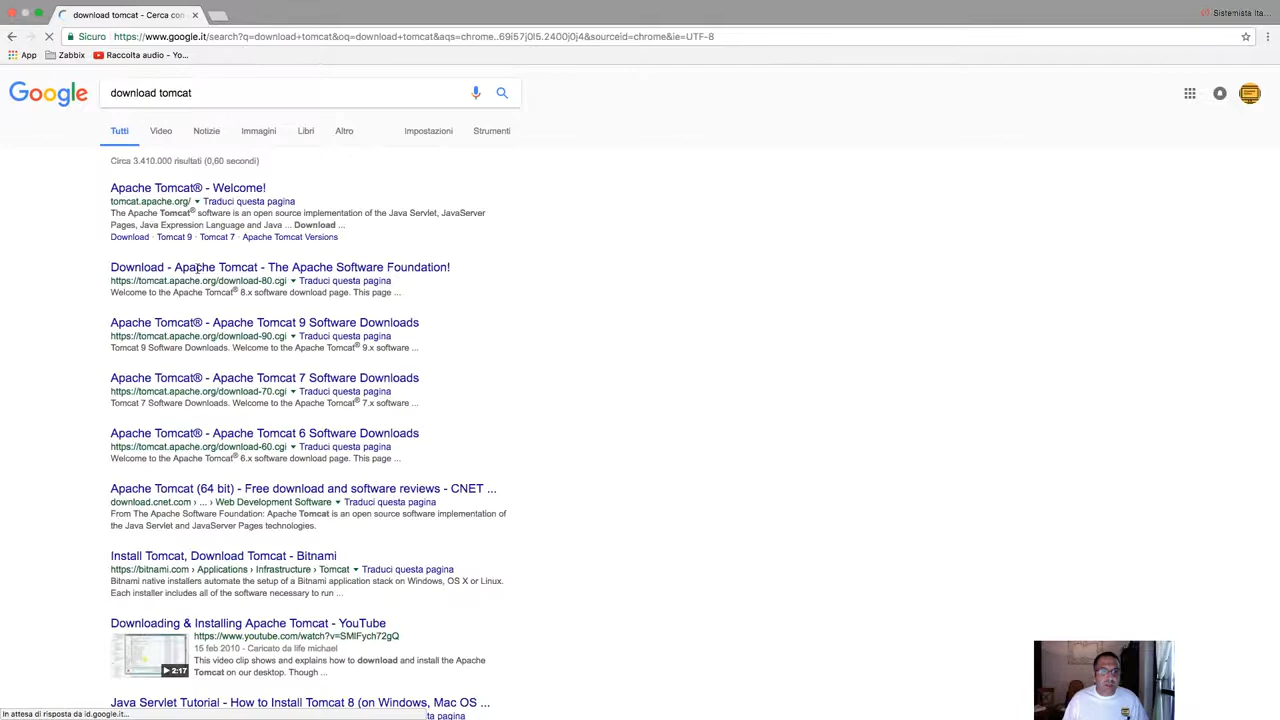 download tomcat - Cerca con
Sistemista Ita...
Sicuro https://www.google.it/search?q=download+tomcat&oq=download+tomcat&aqs=chrome..69i57j0l5.2400j0j4&sourceid=chrome&ie=UTF-8
App Zabbix Raccolta audio - Yo...
Google
download tomcat
Tutti Video Notizie Immagini Libri Altro Impostazioni Strumenti
Circa 3.410.000 risultati (0,60 secondi)
Apache Tomcat® - Welcome!
tomcat.apache.org/ Traduci questa pagina
The Apache Tomcat® software is an open source implementation of the Java Servlet, JavaServer
Pages, Java Expression Language and Java ... Download ...
Download · Tomcat 9 · Tomcat 7 · Apache Tomcat Versions
Download - Apache Tomcat - The Apache Software Foundation!
https://tomcat.apache.org/download-80.cgi Traduci questa pagina
Welcome to the Apache Tomcat® 8.x software download page. This page ...
Apache Tomcat® - Apache Tomcat 9 Software Downloads
https://tomcat.apache.org/download-90.cgi Traduci questa pagina
Tomcat 9 Software Downloads. Welcome to the Apache Tomcat® 9.x software ...
Apache Tomcat® - Apache Tomcat 7 Software Downloads
https://tomcat.apache.org/download-70.cgi Traduci questa pagina
Tomcat 7 Software Downloads. Welcome to the Apache Tomcat® 7.x software ...
Apache Tomcat® - Apache Tomcat 6 Software Downloads
https://tomcat.apache.org/download-60.cgi Traduci questa pagina
Welcome to the Apache Tomcat® 6.x software download page. This page ...
Apache Tomcat (64 bit) - Free download and software reviews - CNET ...
download.cnet.com › ... › Web Development Software Traduci questa pagina
From The Apache Software Foundation: Apache Tomcat is an open source software implementation of
the Java Servlet and JavaServer Pages technologies.
Install Tomcat, Download Tomcat - Bitnami
https://bitnami.com › Applications › Infrastructure › Tomcat Traduci questa pagina
Bitnami native installers automate the setup of a Bitnami application stack on Windows, OS X or Linux.
Each installer includes all of the software necessary to run ...
Downloading & Installing Apache Tomcat - YouTube
https://www.youtube.com/watch?v=SMlFych72gQ
15 feb 2010 - Caricato da life michael
This video clip shows and explains how to download and install the Apache
Tomcat on our desktop. Though ...
2:17
Java Servlet Tutorial - How to Install Tomcat 8 (on Windows, Mac OS ...
ta pagina
In attesa di risposta da id.google.it...